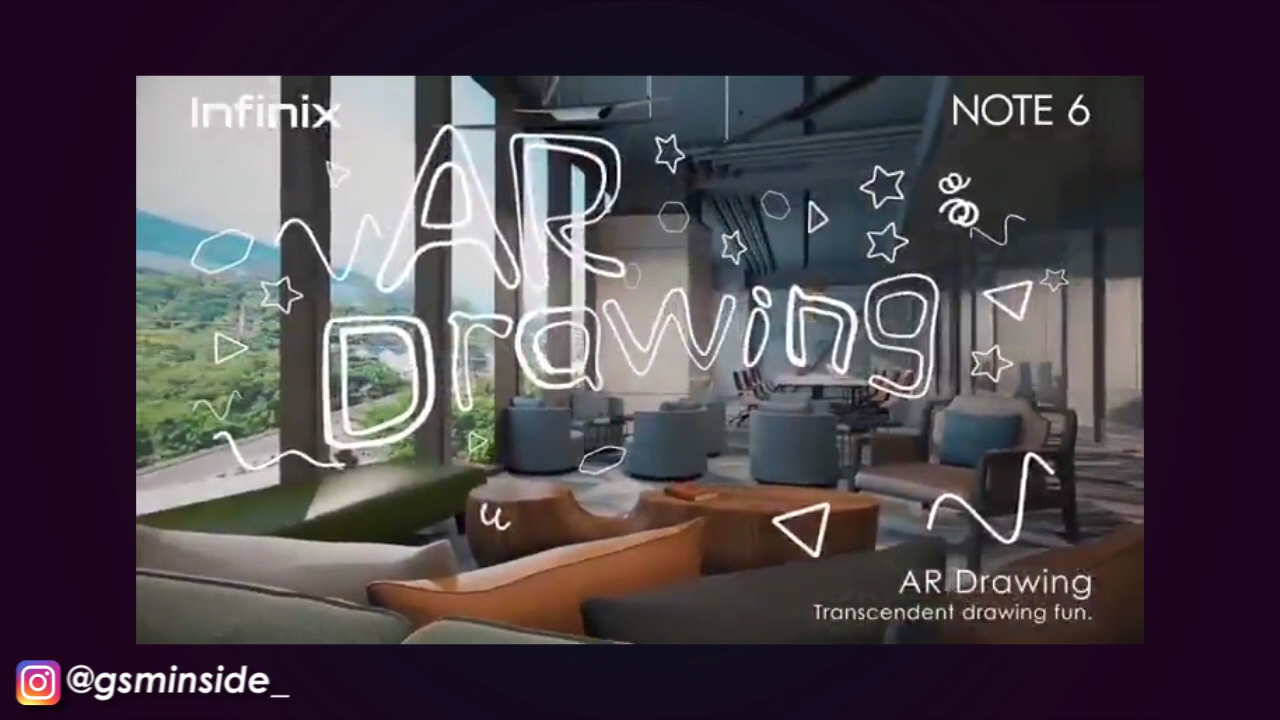 Infinix
NOTE 6
AR
Drawing
u
AR Drawing
Transcendent drawing fun.
@gsminside_